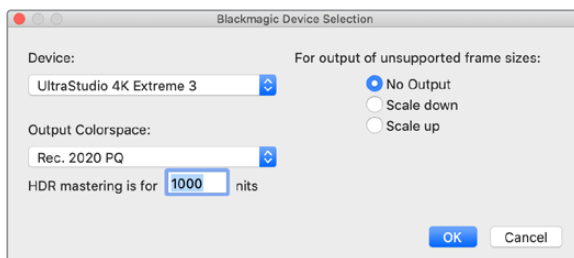 Blackmagic Device Selection
Device:
UltraStudio 4K Extreme 3
Output Colorspace:
Rec. 2020 PQ
HDR mastering is for 1000 nits
For output of unsupported frame sizes:
No Output
Scale down
Scale up
OK
Cancel